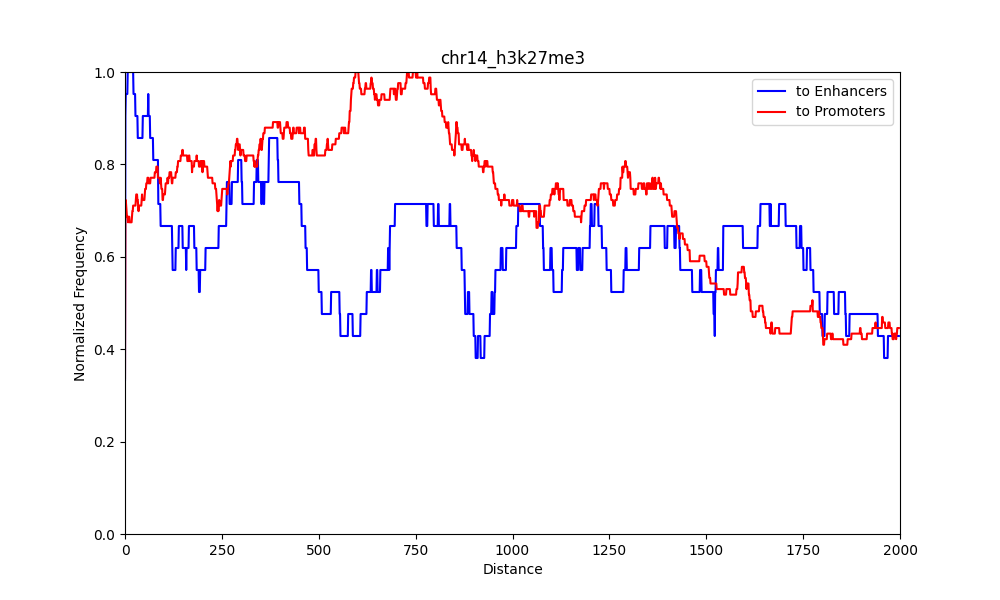 chr14_h3k27me3
to Enhancers
to Promoters
Normalized Frequency
1.0
0.8
0.6
0.4
0.2
0.0
0 250 500 750 1000 1250 1500 1750 2000
Distance